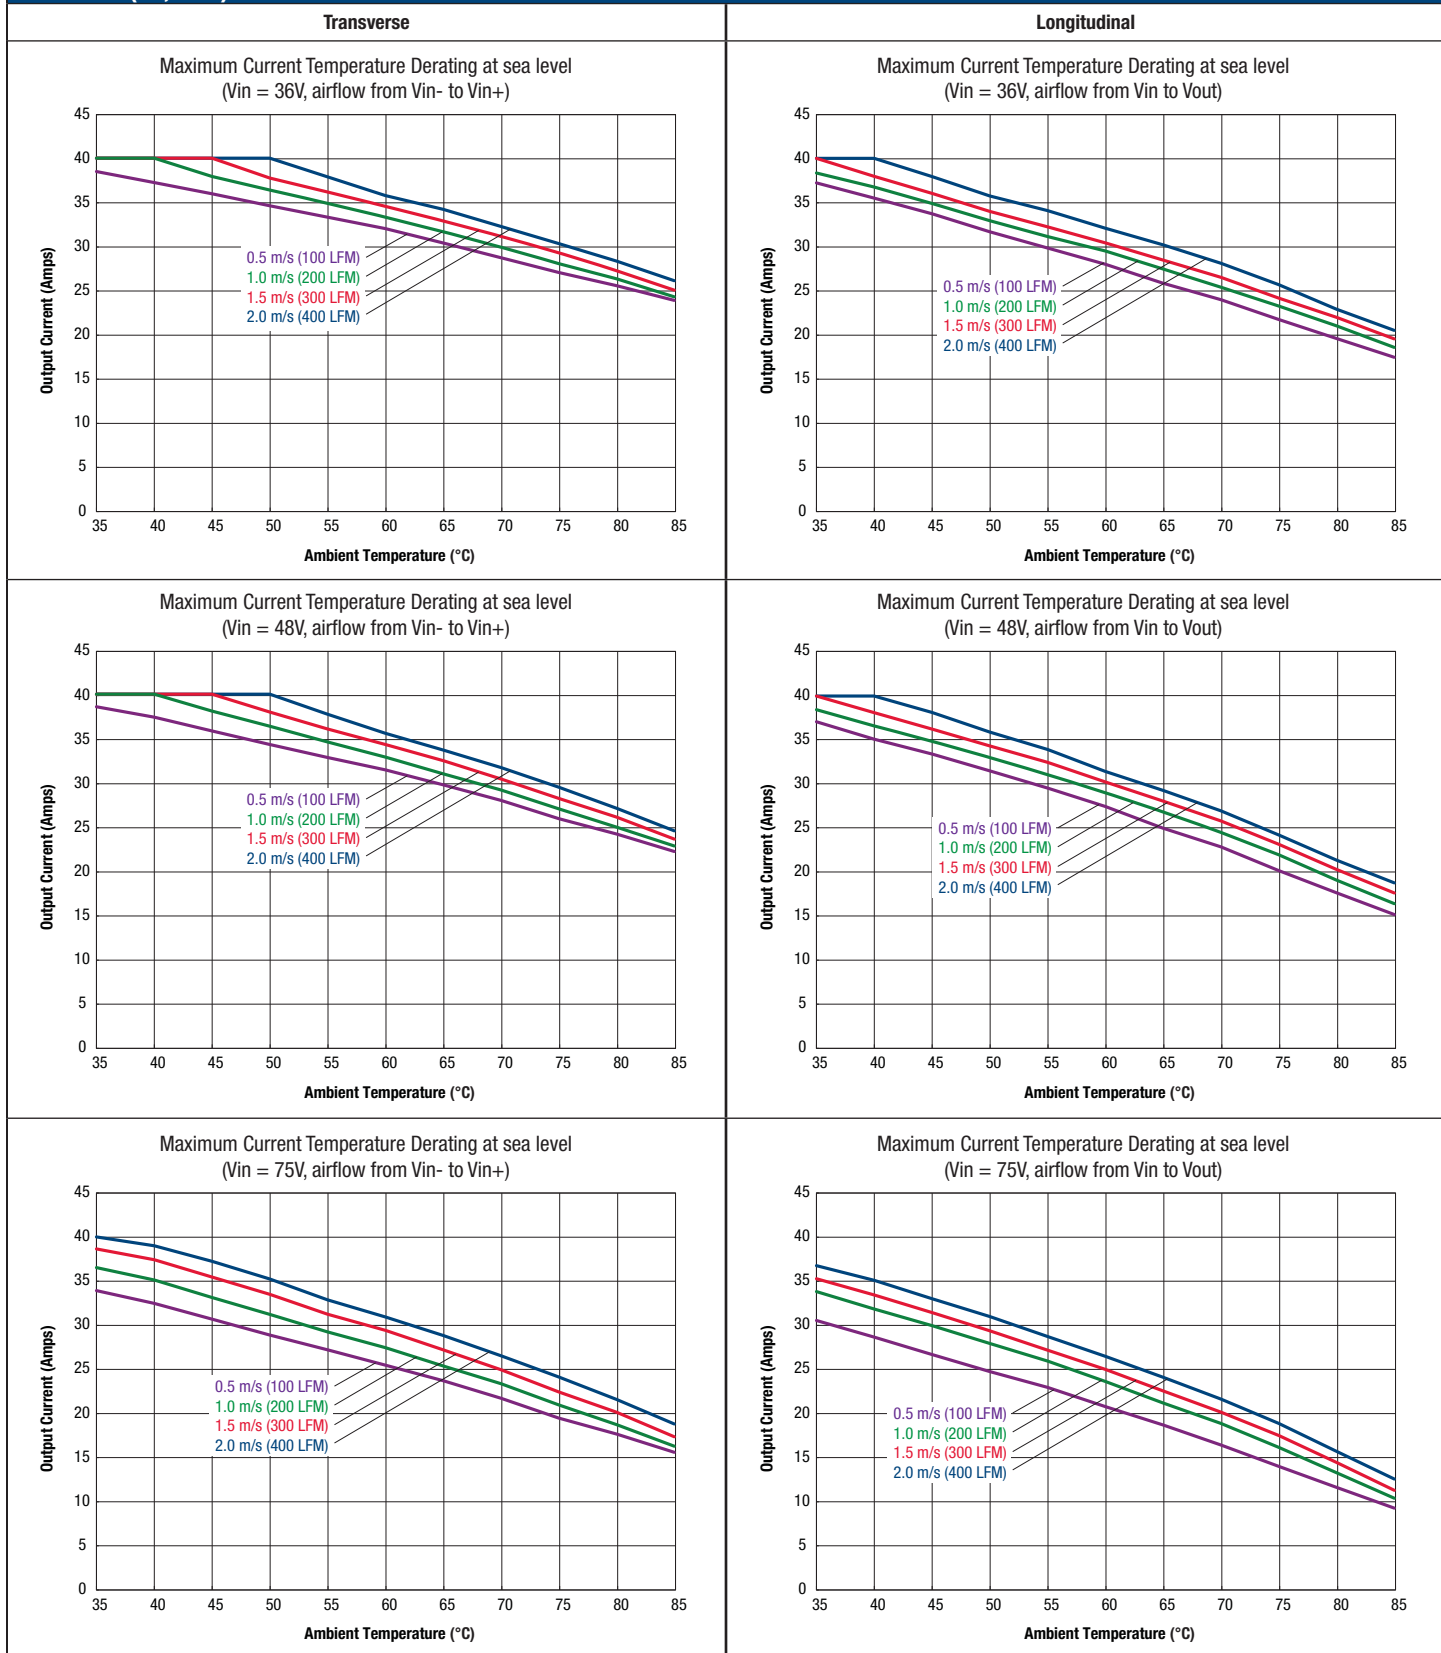 Transverse
Longitudinal
Maximum Current Temperature Derating at sea level
(Vin = 36V, airflow from Vin- to Vin+)
45
40
35
30
25
20
15
10
5
0
Output Current (Amps)
0.5 m/s (100 LFM)
1.0 m/s (200 LFM)
1.5 m/s (300 LFM)
2.0 m/s (400 LFM)
35 40 45 50 55 60 65 70 75 80 85
Ambient Temperature (°C)
Maximum Current Temperature Derating at sea level
(Vin = 36V, airflow from Vin to Vout)
45
40
35
30
25
20
15
10
5
0
Output Current (Amps)
0.5 m/s (100 LFM)
1.0 m/s (200 LFM)
1.5 m/s (300 LFM)
2.0 m/s (400 LFM)
35 40 45 50 55 60 65 70 75 80 85
Ambient Temperature (°C)
Maximum Current Temperature Derating at sea level
(Vin = 48V, airflow from Vin- to Vin+)
45
40
35
30
25
20
15
10
5
0
Output Current (Amps)
0.5 m/s (100 LFM)
1.0 m/s (200 LFM)
1.5 m/s (300 LFM)
2.0 m/s (400 LFM)
35 40 45 50 55 60 65 70 75 80 85
Ambient Temperature (°C)
Maximum Current Temperature Derating at sea level
(Vin = 48V, airflow from Vin to Vout)
45
40
35
30
25
20
15
10
5
0
Output Current (Amps)
0.5 m/s (100 LFM)
1.0 m/s (200 LFM)
1.5 m/s (300 LFM)
2.0 m/s (400 LFM)
35 40 45 50 55 60 65 70 75 80 85
Ambient Temperature (°C)
Maximum Current Temperature Derating at sea level
(Vin = 75V, airflow from Vin- to Vin+)
45
40
35
30
25
20
15
10
5
0
Output Current (Amps)
0.5 m/s (100 LFM)
1.0 m/s (200 LFM)
1.5 m/s (300 LFM)
2.0 m/s (400 LFM)
35 40 45 50 55 60 65 70 75 80 85
Ambient Temperature (°C)
Maximum Current Temperature Derating at sea level
(Vin = 75V, airflow from Vin to Vout)
45
40
35
30
25
20
15
10
5
0
Output Current (Amps)
0.5 m/s (100 LFM)
1.0 m/s (200 LFM)
1.5 m/s (300 LFM)
2.0 m/s (400 LFM)
35 40 45 50 55 60 65 70 75 80 85
Ambient Temperature (°C)